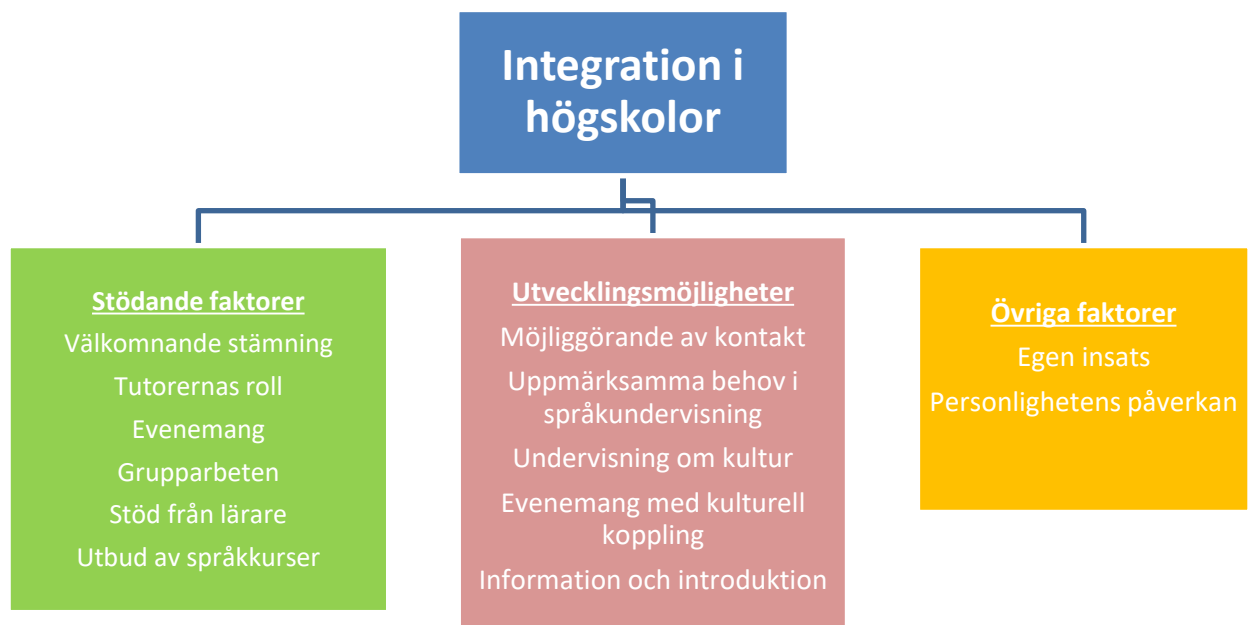 Integration i
högskolor
Stödande faktorer
Välkomnande stämning
Tutorernas roll
Evenemang
Grupparbeten
Stöd från lärare
Utbud av språkkurser
Utvecklingsmöjligheter
Möjliggörande av kontakt
Uppmärksamma behov i
språkundervisning
Undervisning om kultur
Evenemang med kulturell
koppling
Information och introduktion
Övriga faktorer
Egen insats
Personlighetens påverkan